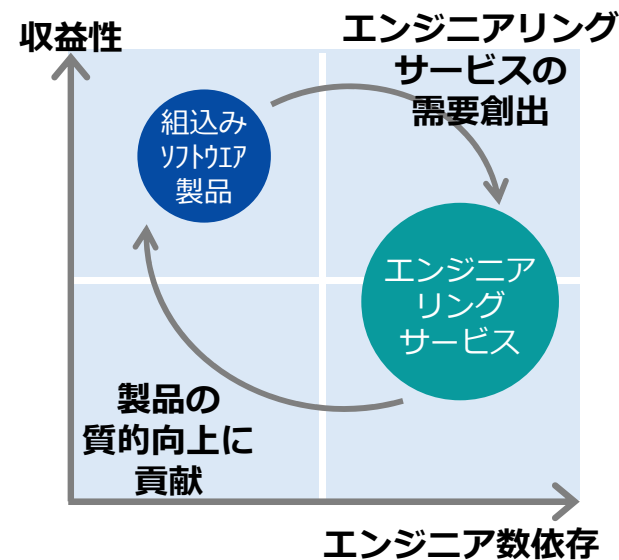 収益性
エンジニアリング
サービスの
需要創出
組込み
ｿﾌﾄｳｴｱ
製品
エンジニア
リング
サービス
製品の
質的向上に
貢献
エンジニア数依存